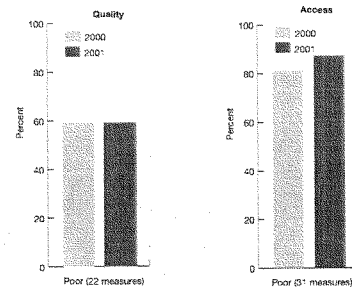 Quality
100
2000
2001
80
60
Percent
40
20
0
Poor (22 measures)
Access
100
2000
2001
80
60
Percent
40
20
0
Poor (31 measures)